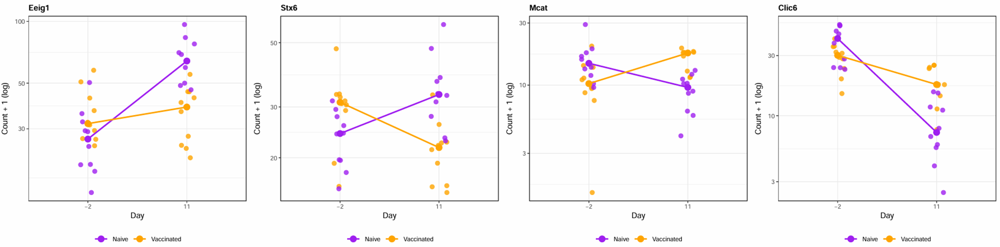 Eeig1
100
50
30
Count + 1 (log)
−2
11
Day
Naive
Vaccinated
Stx6
50
30
20
Count + 1 (log)
−2
11
Day
Naive
Vaccinated
Mcat
30
10
3
Count + 1 (log)
−2
11
Day
Naive
Vaccinated
Clic6
30
10
3
Count + 1 (log)
−2
11
Day
Naive
Vaccinated